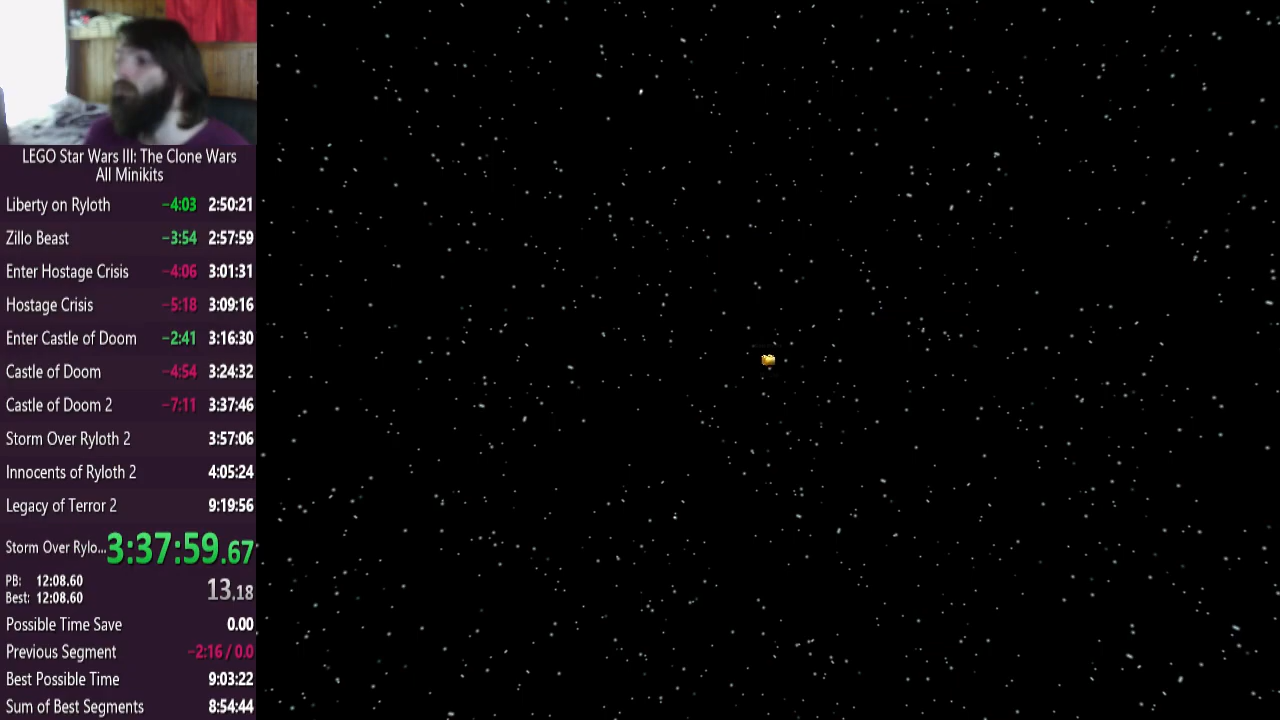 LEGO Star Wars III: The Clone Wars
All Minikits
Liberty on Ryloth −4:03 2:50:21
Zillo Beast −3:54 2:57:59
Enter Hostage Crisis −4:06 3:01:31
Hostage Crisis −5:18 3:09:16
Enter Castle of Doom −2:41 3:16:30
Castle of Doom −4:54 3:24:32
Castle of Doom 2 −7:11 3:37:46
Storm Over Ryloth 2 3:57:06
Innocents of Ryloth 2 4:05:24
Legacy of Terror 2 9:19:56
Storm Over Rylo... 3:37:59.67
PB: 12:08.60 13.18
Best: 12:08.60
Possible Time Save 0.00
Previous Segment −2:16 / 0.0
Best Possible Time 9:03:22
Sum of Best Segments 8:54:44